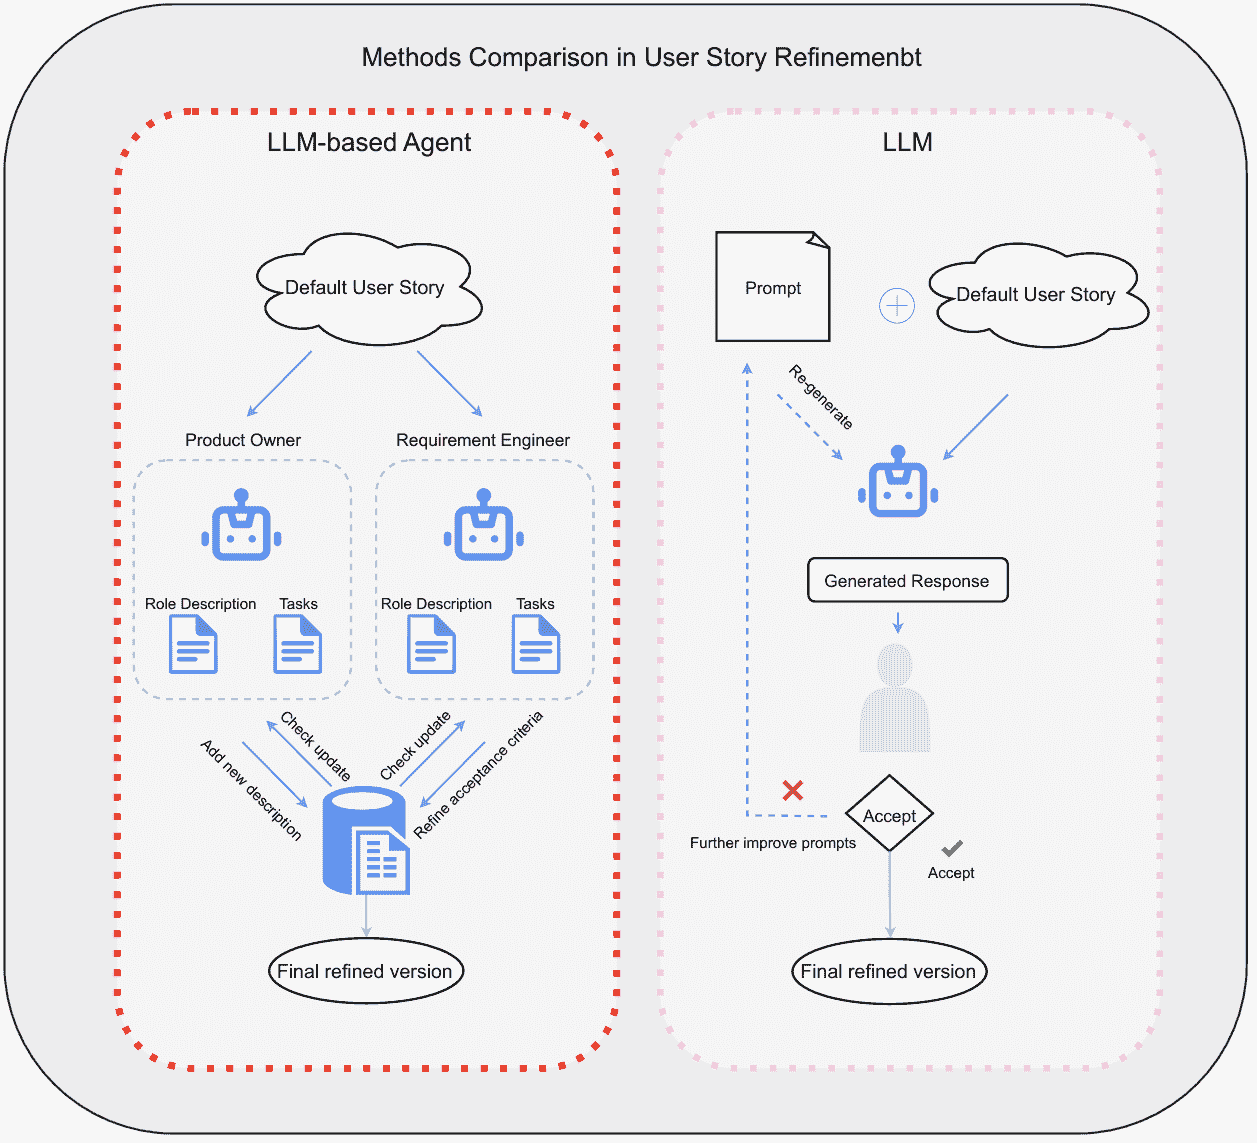 Methods Comparison in User Story Refinemenbt
LLM-based Agent
Default User Story
Product Owner
Requirement Engineer
Role Description
Tasks
Role Description
Tasks
Add new description
Check update
Check update
Refine acceptance criteria
Final refined version
LLM
Prompt
Default User Story
Re-generate
Generated Response
Accept
Further improve prompts
Accept
Final refined version